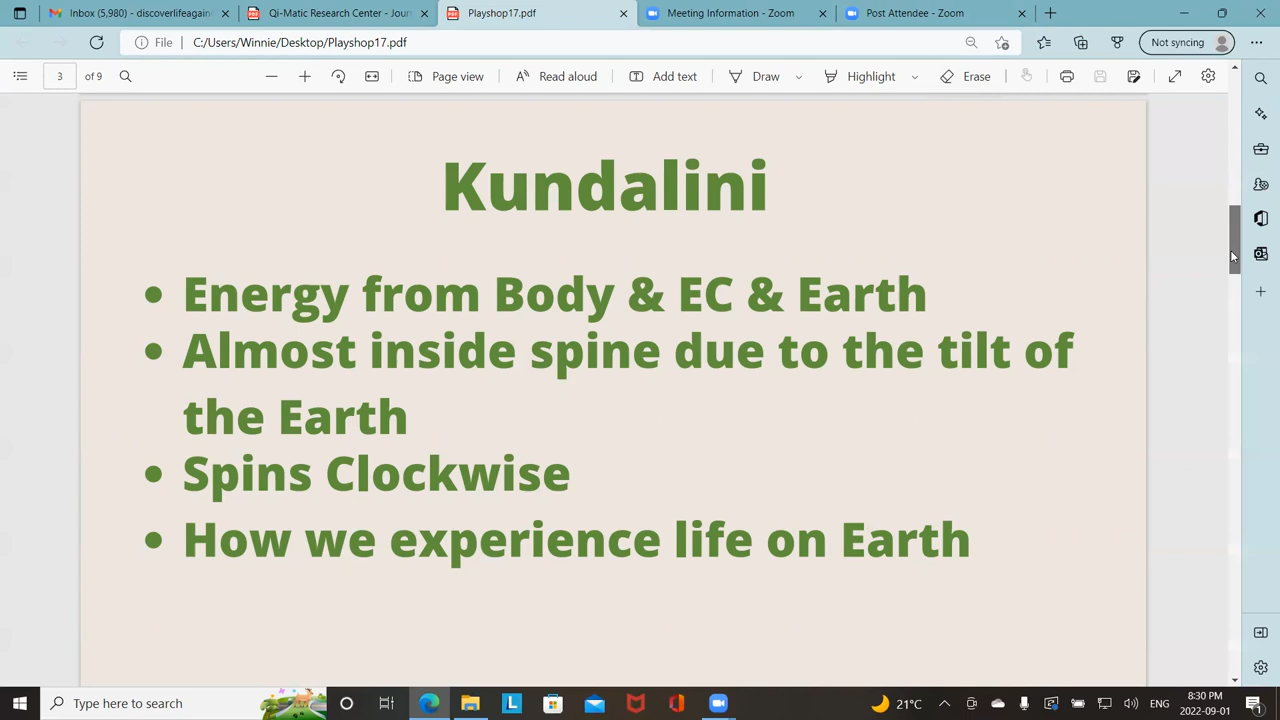 Inbox (5,980) - discoverlifeagain
Qi-Matic Research Center - Jour
Playshop17.pdf
Meeting Information - Zoom
Post Attendee - Zoom
File
C:/Users/Winnie/Desktop/Playshop17.pdf
Not syncing
3 of 9
Page view
Read aloud
Add text
Draw
Highlight
Erase
Kundalini
• Energy from Body & EC & Earth
• Almost inside spine due to the tilt of
the Earth
• Spins Clockwise
• How we experience life on Earth
Type here to search
21°C
ENG
8:30 PM
2022-09-01